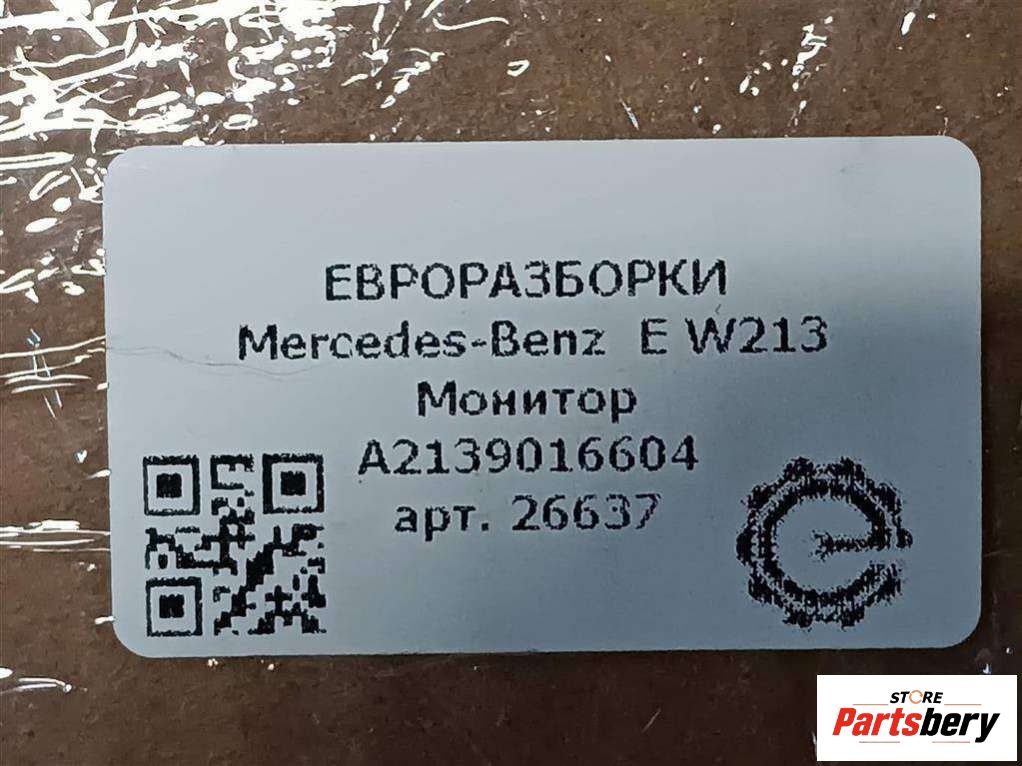 ЕВРОРАЗБОРКИ
Mercedes-Benz E W213
Монитор
A2139016604
арт. 26637
STORE
Partsbery